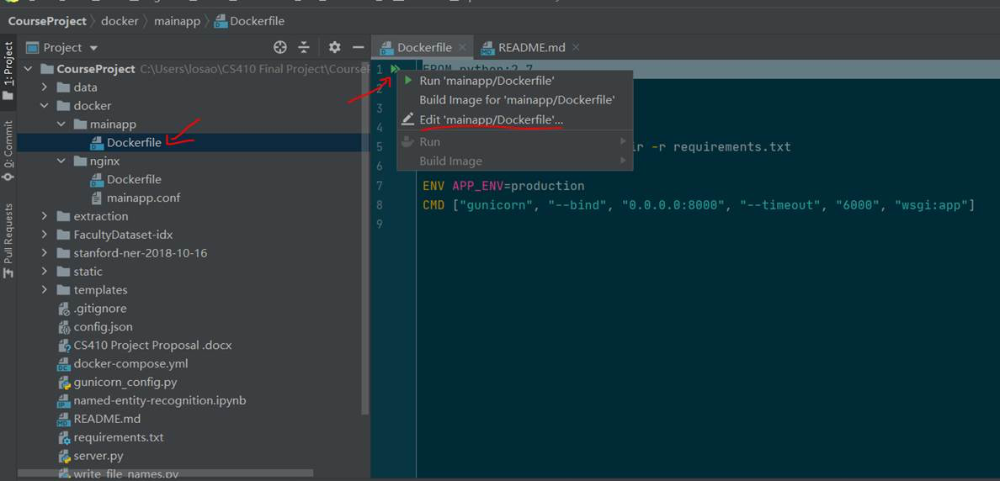 CourseProject docker mainapp Dockerfile
Project
Dockerfile README.md
1: Project
0: Commit
Pull Requests
CourseProject C:\Users\losao\CS410 Final Project\CourseP
data
docker
mainapp
Dockerfile
nginx
Dockerfile
mainapp.conf
extraction
FacultyDataset-idx
stanford-ner-2018-10-16
static
templates
.gitignore
config.json
CS410 Project Proposal .docx
docker-compose.yml
gunicorn_config.py
named-entity-recognition.ipynb
README.md
requirements.txt
server.py
write_file_names.py
1 FROM python:2.7
2
3
4
5 ir -r requirements.txt
6
7 ENV APP_ENV=production
8 CMD ["gunicorn", "--bind", "0.0.0.0:8000", "--timeout", "6000", "wsgi:app"]
9
Run 'mainapp/Dockerfile'
Build Image for 'mainapp/Dockerfile'
Edit 'mainapp/Dockerfile'...
Run
Build Image